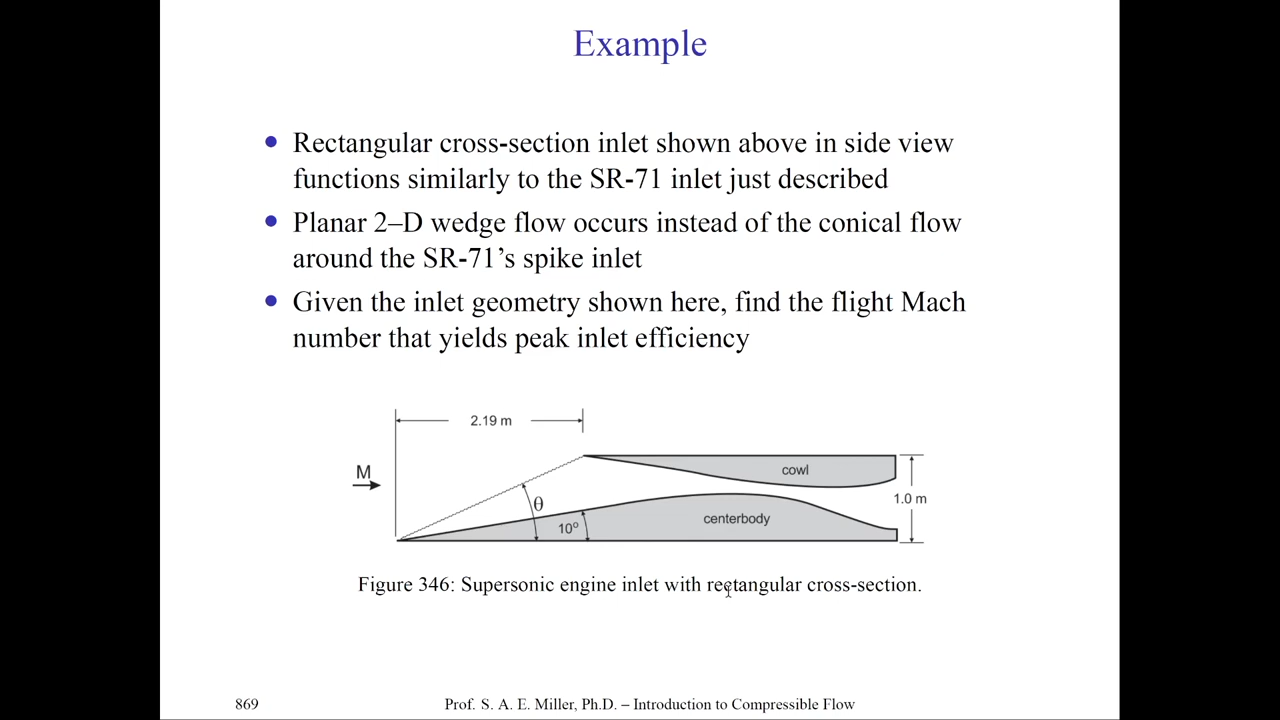 Example
Rectangular cross-section inlet shown above in side view
functions similarly to the SR-71 inlet just described
Planar 2–D wedge flow occurs instead of the conical flow
around the SR-71’s spike inlet
Given the inlet geometry shown here, find the flight Mach
number that yields peak inlet efficiency
2.19 m
M
cowl
1.0 m
θ
10º
centerbody
Figure 346: Supersonic engine inlet with rectangular cross-section.
869
Prof. S. A. E. Miller, Ph.D. – Introduction to Compressible Flow